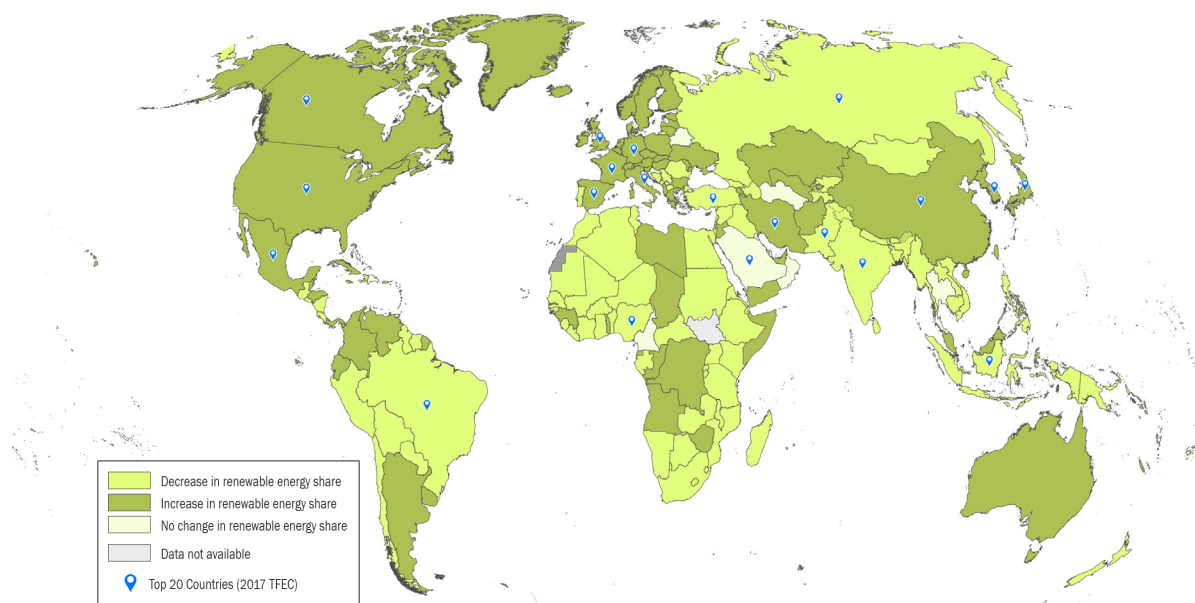 Decrease in renewable energy share
Increase in renewable energy share
No change in renewable energy share
Data not available
Top 20 Countries (2017 TFEC)